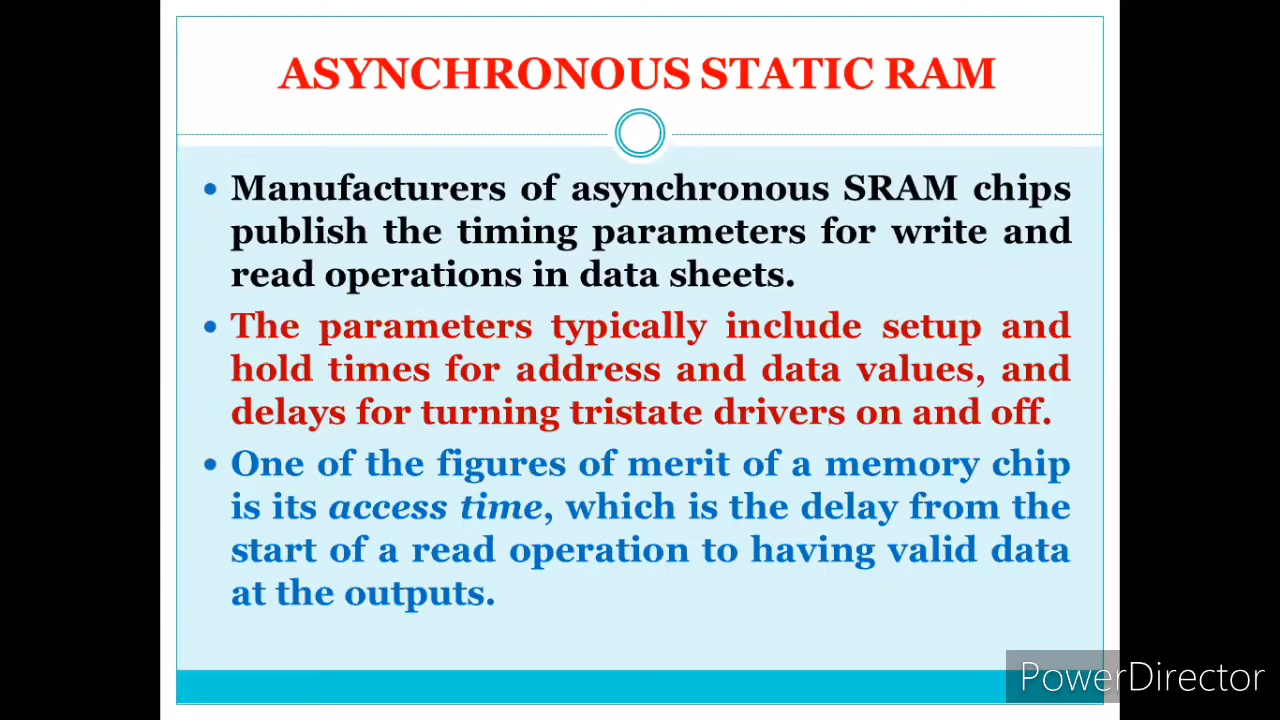 ASYNCHRONOUS STATIC RAM
• Manufacturers of asynchronous SRAM chips
publish the timing parameters for write and
read operations in data sheets.
• The parameters typically include setup and
hold times for address and data values, and
delays for turning tristate drivers on and off.
• One of the figures of merit of a memory chip
is its access time, which is the delay from the
start of a read operation to having valid data
at the outputs.
PowerDirector